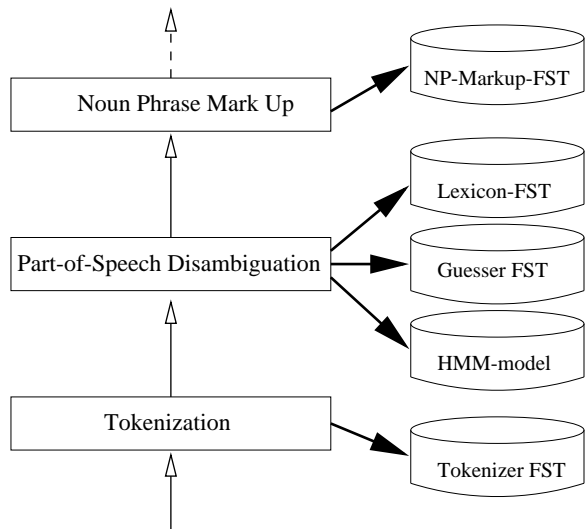 Noun Phrase Mark Up
NP-Markup-FST
Lexicon-FST
Part-of-Speech Disambiguation
Guesser FST
HMM-model
Tokenization
Tokenizer FST